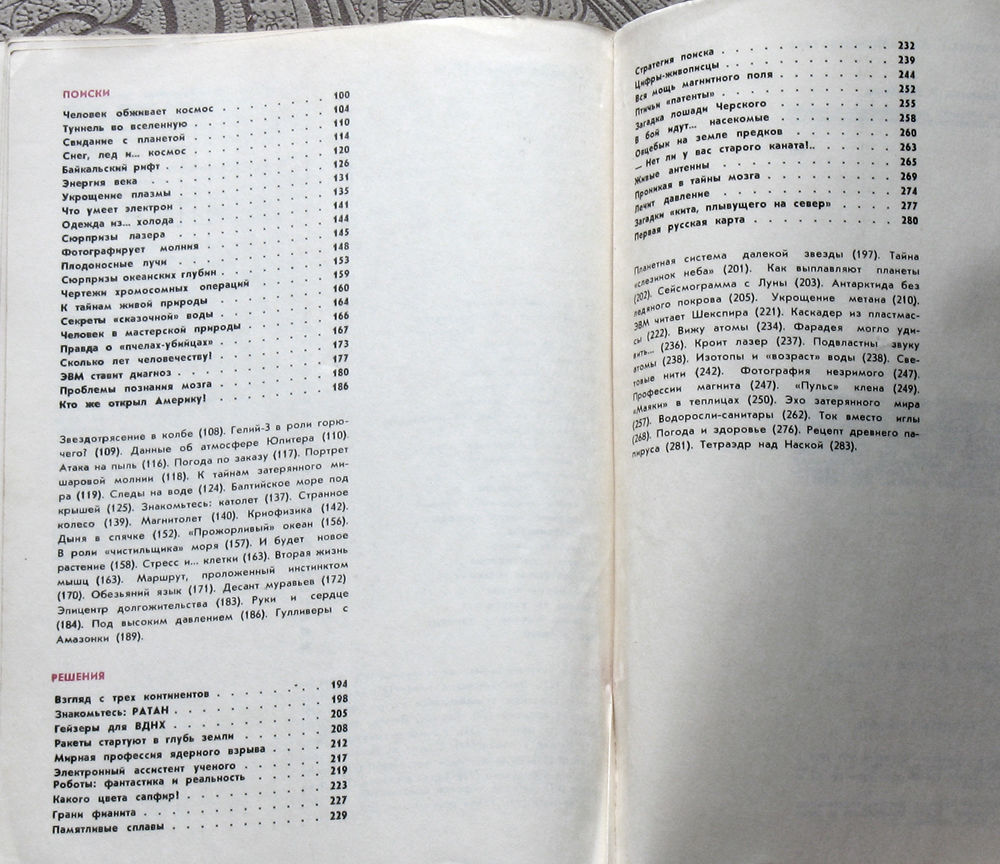 ПОИСКИ
Человек обживает космос . . . . . . . 100
Туннель во вселенную . . . . . . . . 104
Свидание с планетой . . . . . . . . 110
Снег, лед и... космос . . . . . . . . 114
Байкальский рифт . . . . . . . . . 120
Энергия века . . . . . . . . . . 126
Укрощение плазмы . . . . . . . . . 131
Что умеет электрон . . . . . . . . . 135
Одежда из... холода . . . . . . . . 141
Сюрпризы лазера . . . . . . . . . 144
Фотографирует молния . . . . . . . . 145
Плодоносные лучи . . . . . . . . . 148
Сюрпризы океанских глубин . . . . . . . 153
Чертежи хромосомных операций . . . . . . 159
К тайнам живой природы . . . . . . . 160
Секреты «сказочной» воды . . . . . . . 164
Человек в мастерской природы . . . . . . 166
Правда о «пчелах-убийцах» . . . . . . . 167
Сколько лет человечеству! . . . . . . . 173
ЭВМ ставит диагноз . . . . . . . . . 177
Проблемы познания мозга . . . . . . . 180
Кто же открыл Америку! . . . . . . . 186
Звездотрясение в колбе (108). Гелий-3 в роли горю-
чего? (109). Данные об атмосфере Юпитера (110).
Атака на пыль (116). Погода по заказу (117). Портрет
шаровой молнии (118). К тайнам затерянного ми-
ра (119). Следы на воде (124). Балтийское море под
крышей (125). Знакомьтесь: католет (137). Странное
колесо (139). Магнитолет (140). Криофизика (142).
Дыня в спячке (152). «Прожорливый» океан (156).
В роли «чистильщика» моря (157). И будет новое
растение (158). Стресс и... клетки (163). Вторая жизнь
мышц (163). Маршрут, проложенный инстинктом
(170). Обезьяний язык (171). Десант муравьев (172)
Эпицентр долгожительства (183). Руки и сердце
(184). Под высоким давлением (186). Гулливеры с
Амазонки (189).
РЕШЕНИЯ
Взгляд с трех континентов . . . . . . . 194
Знакомьтесь: РАТАН . . . . . . . . . 198
Гейзеры для ВДНХ . . . . . . . . . 205
Ракеты стартуют в глубь земли . . . . . . 208
Мирная профессия ядерного взрыва . . . . 212
Электронный ассистент ученого . . . . . . 217
Роботы: фантастика и реальность . . . . . 219
Какого цвета сапфир! . . . . . . . . 223
Грани фианита . . . . . . . . . . 227
Памятливые сплавы . . . . . . . . . 229
Стратегия поиска . . . . . . . . . 232
Цифры-живописцы . . . . . . . . . 239
Вся мощь магнитного поля . . . . . . . 244
Птичьи «патенты» . . . . . . . . . 252
Загадка лошади Черского . . . . . . . 255
В бой идут... насекомые . . . . . . . 258
Овцебык на земле предков . . . . . . . 260
— Нет ли у вас старого каната!.. . . . . . 263
Живые антенны . . . . . . . . . . 265
Проникая в тайны мозга . . . . . . . 269
Лечит давление . . . . . . . . . . 274
Загадки «кита, плывущего на север» . . . . 277
Первая русская карта . . . . . . . . 280
Планетная система далекой звезды (197). Тайна
«слезинок неба» (201). Как выплавляют планеты
(202). Сейсмограмма с Луны (203). Антарктида без
ледяного покрова (205). Укрощение метана (210).
ЭВМ читает Шекспира (221). Каскадер из пластмас-
сы (222). Вижу атомы (234). Фарадея могло уди-
вить... (236). Кроит лазер (237). Подвластны звуку
атомы (238). Изотопы и «возраст» воды (238). Све-
товые нити (242). Фотография незримого (247).
Профессии магнита (247). «Пульс» клена (249).
«Маяки» в теплицах (250). Эхо затерянного мира
(257). Водоросли-санитары (262). Ток вместо иглы
(268). Погода и здоровье (276). Рецепт древнего па-
пируса (281). Тетраэдр над Наской (283).